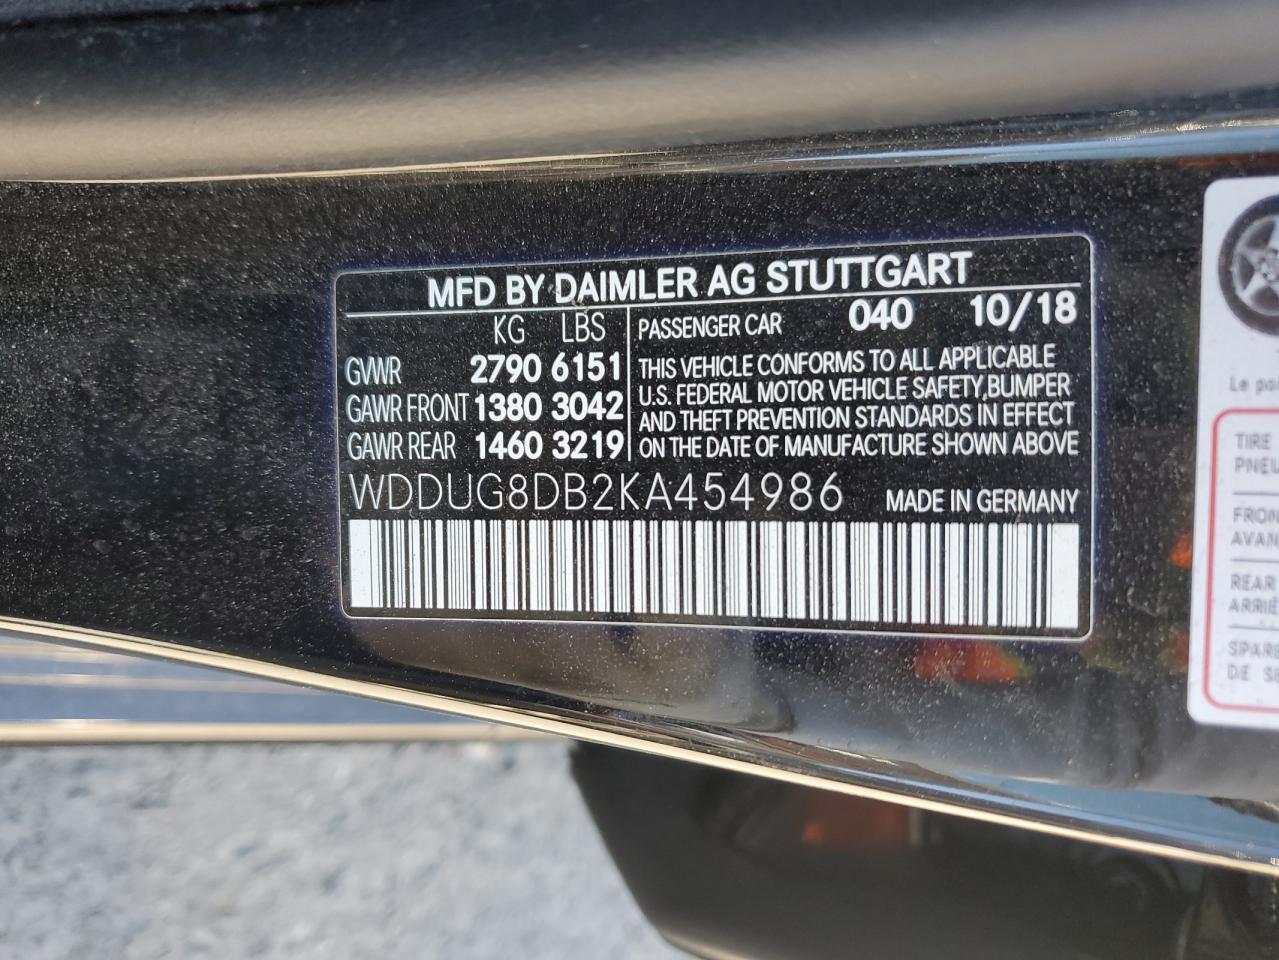 MFD BY DAIMLER AG STUTTGART
KG LBS
GVWR 2790 6151
GAWR FRONT 1380 3042
GAWR REAR 1460 3219
PASSENGER CAR 040 10/18
THIS VEHICLE CONFORMS TO ALL APPLICABLE
U.S. FEDERAL MOTOR VEHICLE SAFETY,BUMPER
AND THEFT PREVENTION STANDARDS IN EFFECT
ON THE DATE OF MANUFACTURE SHOWN ABOVE
WDDUG8DB2KA454986 MADE IN GERMANY
Le
TIRE
REAR
DE